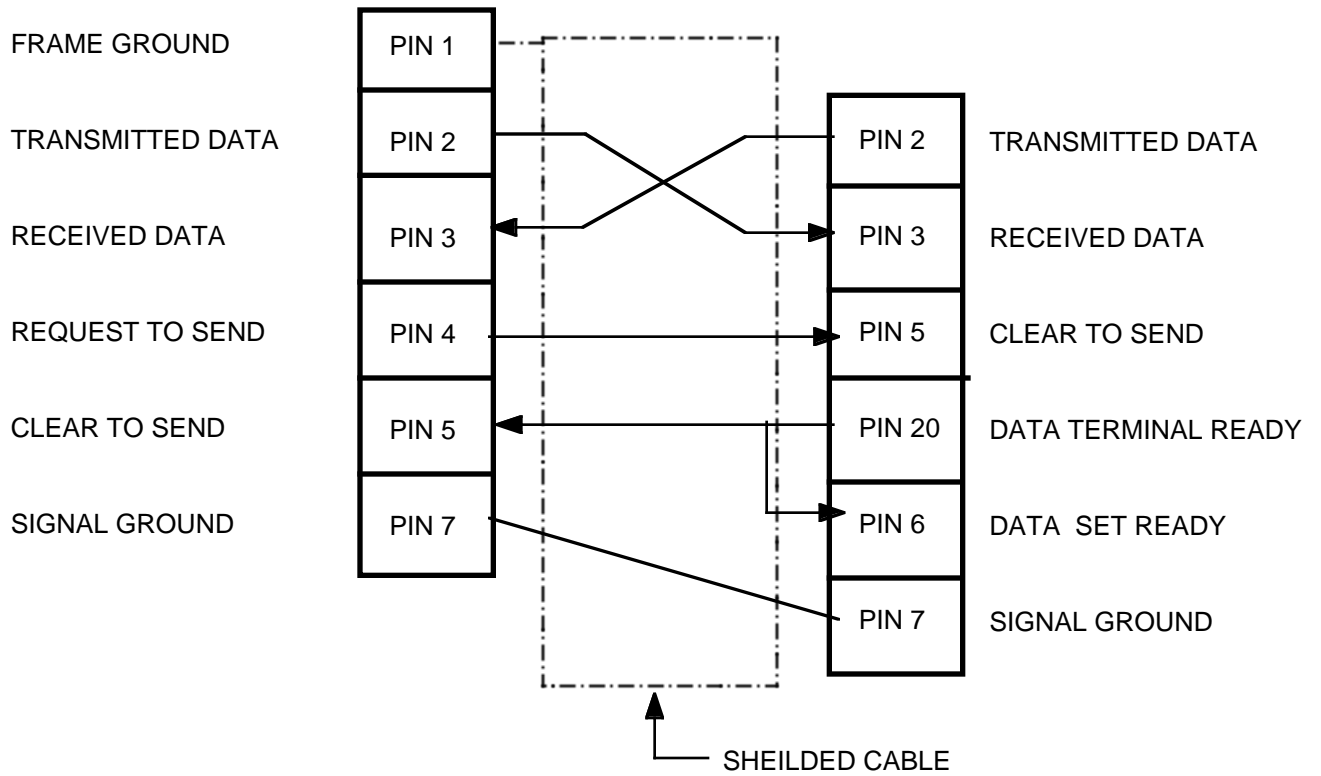 FRAME GROUND PIN 1
TRANSMITTED DATA PIN 2 PIN 2 TRANSMITTED DATA
RECEIVED DATA PIN 3 PIN 3 RECEIVED DATA
REQUEST TO SEND PIN 4 PIN 5 CLEAR TO SEND
CLEAR TO SEND PIN 5 PIN 20 DATA TERMINAL READY
SIGNAL GROUND PIN 7 PIN 6 DATA SET READY
PIN 7 SIGNAL GROUND
SHEILDED CABLE